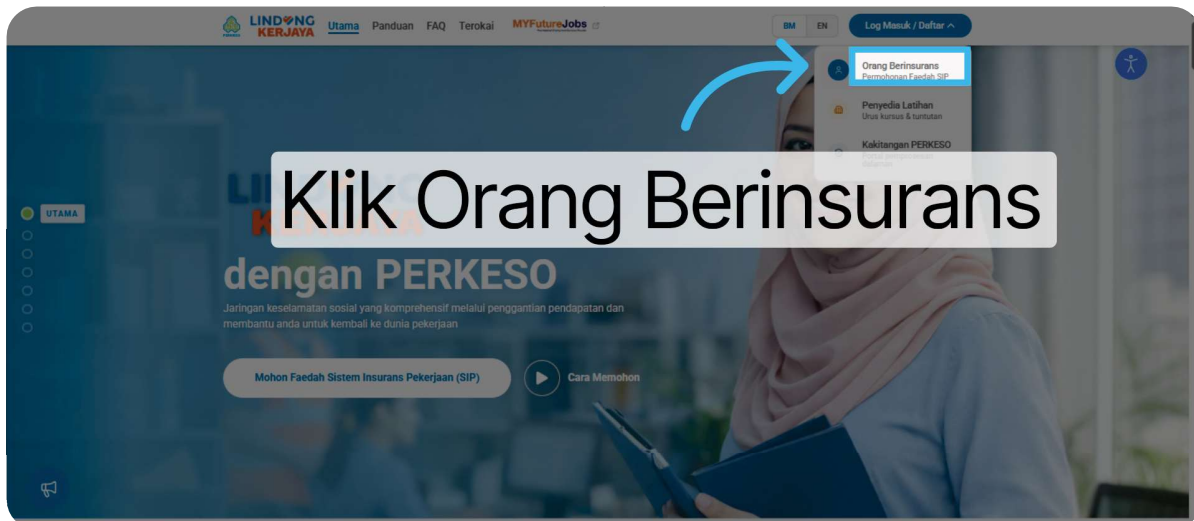 LINDUNG KERJAYA
Utama Panduan FAQ Terokai MYFutureJobs
BM EN
Log Masuk / Daftar
Orang Berinsurans
Permohonan Faedah SIP
Penyedia Latihan
Urus kursus & tuntutan
Kakitangan PERKESO
UTAMA
Klik Orang Berinsurans
dengan PERKESO
Jaringan keselamatan sosial yang komprehensif melalui penggantian pendapatan dan
membantu anda untuk kembali ke dunia pekerjaan
Mohon Faedah Sistem Insurans Pekerjaan (SIP)
Cara Memohon